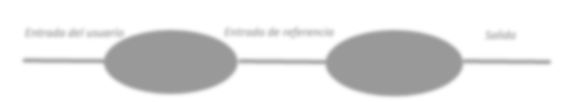 Entrada del usuario
Entrada de referencia
Salida